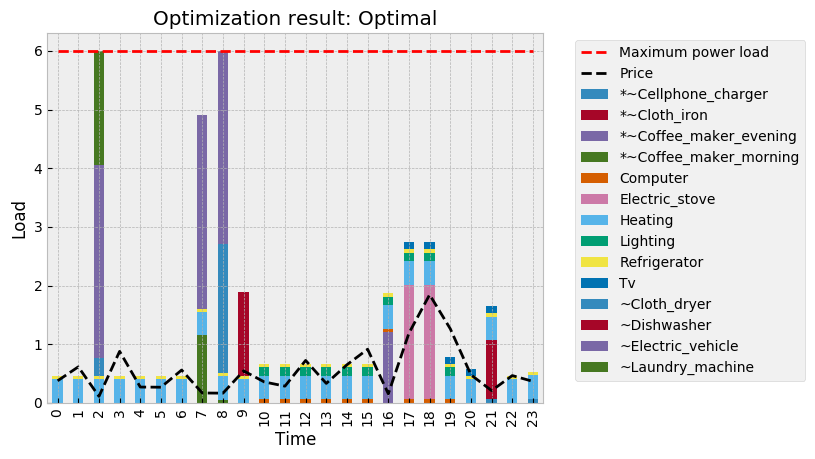 Optimization result: Optimal
Load
6
5
4
3
2
1
0
0 1 2 3 4 5 6 7 8 9 10 11 12 13 14 15 16 17 18 19 20 21 22 23
Time
Maximum power load
Price
*~Cellphone_charger
*~Cloth_iron
*~Coffee_maker_evening
*~Coffee_maker_morning
Computer
Electric_stove
Heating
Lighting
Refrigerator
Tv
~Cloth_dryer
~Dishwasher
~Electric_vehicle
~Laundry_machine